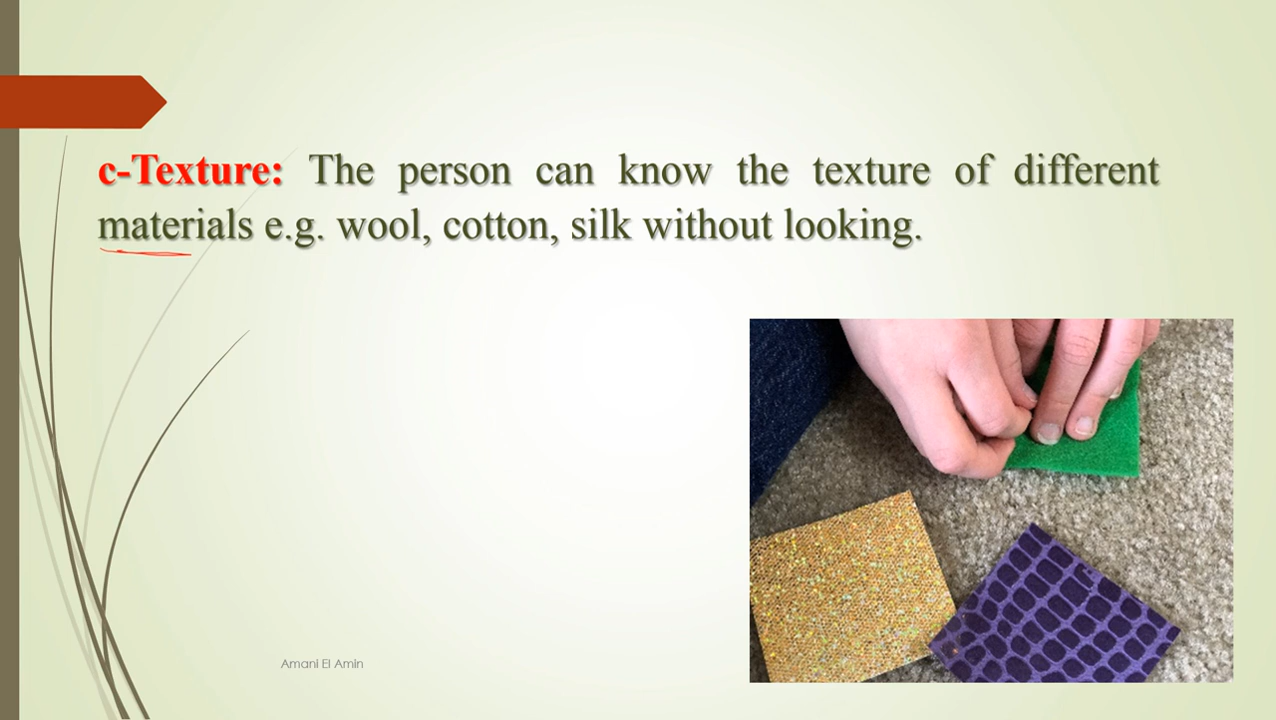 c-Texture: The person can know the texture of different
materials e.g. wool, cotton, silk without looking.
Amani El Amin